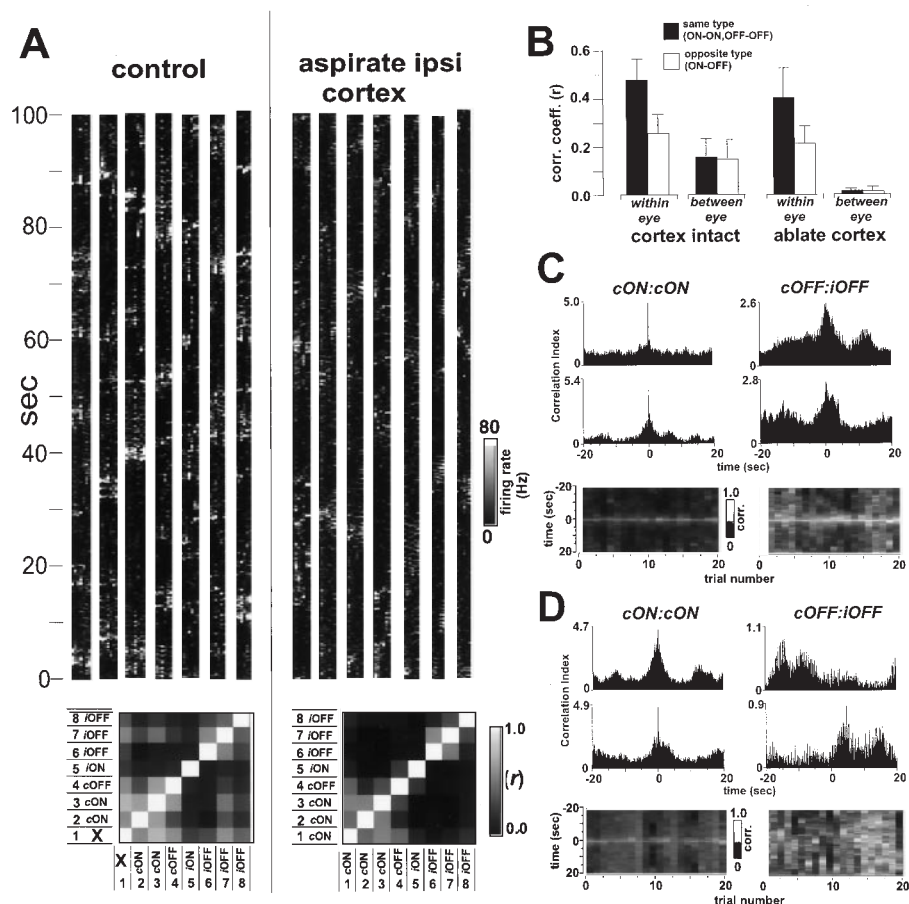 A
control
aspirate ipsi
cortex
100
80
60
40
20
0
sec
80
0
firing rate
(Hz)
8 iOFF
7 iOFF
6 iOFF
5 iON
4 cOFF
3 cON
2 cON
1 X
X cON cON cOFF iON iOFF iOFF iOFF
1 2 3 4 5 6 7 8
8 iOFF
7 iOFF
6 iOFF
5 iON
4 cOFF
3 cON
2 cON
1 cON
cON cON cON cOFF iON iOFF iOFF iOFF
1 2 3 4 5 6 7 8
1.0
(r)
0.0
B
same type
(ON-ON,OFF-OFF)
opposite type
(ON-OFF)
corr. coeff. (r)
0.6
0.4
0.2
0.0
within eye between eye within eye between eye
cortex intact ablate cortex
C
cON:cON cOFF:iOFF
Correlation Index
5.0
0
2.6
0
5.4
0
2.8
0
-20 0 20 -20 0 20
time (sec)
time (sec)
-20
0
20
1.0
0
corr.
0 10 20 0 10 20
trial number
D
cON:cON cOFF:iOFF
Correlation Index
4.7
0
1.1
0
4.9
0
0.9
0
-20 0 20 -20 0 20
time (sec)
time (sec)
-20
0
20
1.0
0
corr.
0 10 20 0 10 20
trial number